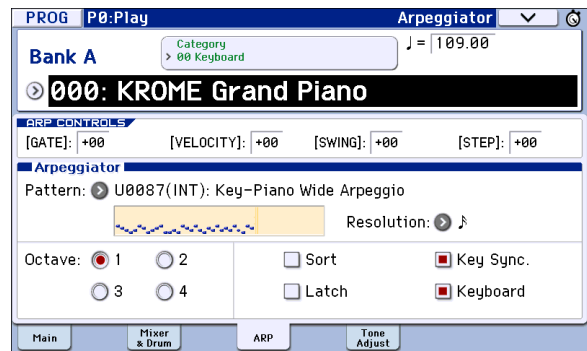 PROG P0:Play Arpeggiator
Bank A
Category
00 Keyboard
♩= 109.00
000: KROME Grand Piano
ARP CONTROLS
[GATE]: +00 [VELOCITY]: +00 [SWING]: +00 [STEP]: +00
Arpeggiator
Pattern: U0087(INT): Key-Piano Wide Arpeggio
Resolution: ♪
Octave: 1 2 Sort Key Sync.
3 4 Latch Keyboard
Main Mixer & Drum ARP Tone Adjust